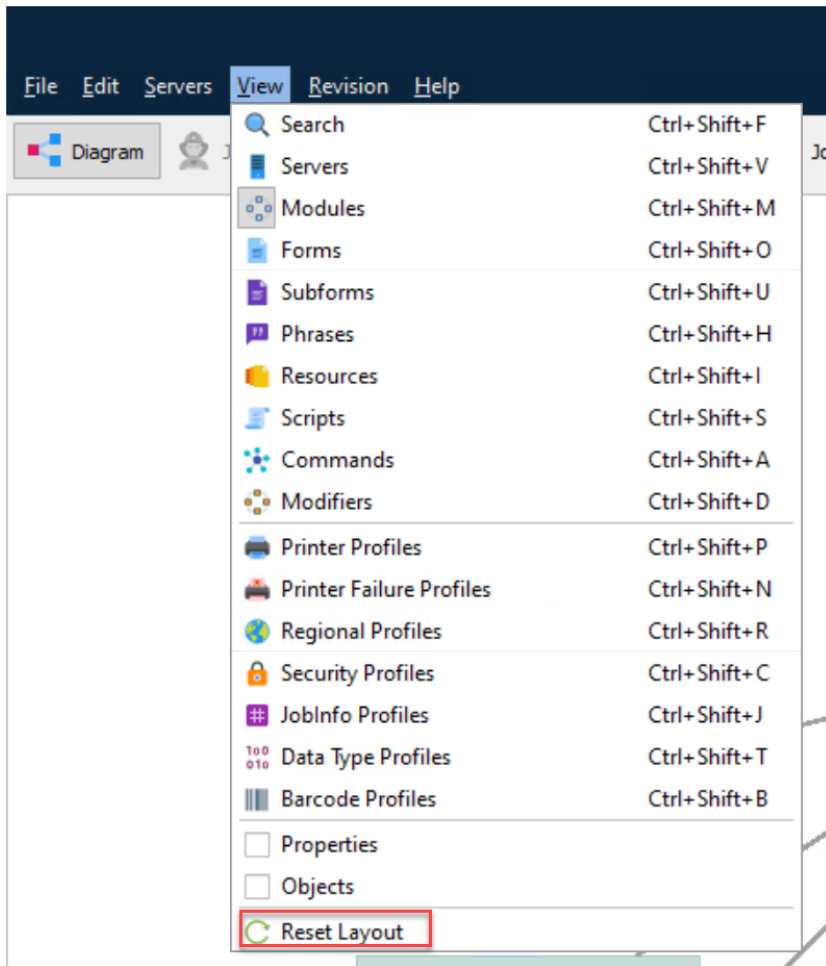 File Edit Servers View Revision Help
Diagram
Search Ctrl+Shift+F
Servers Ctrl+Shift+V
Modules Ctrl+Shift+M
Forms Ctrl+Shift+O
Subforms Ctrl+Shift+U
Phrases Ctrl+Shift+H
Resources Ctrl+Shift+I
Scripts Ctrl+Shift+S
Commands Ctrl+Shift+A
Modifiers Ctrl+Shift+D
Printer Profiles Ctrl+Shift+P
Printer Failure Profiles Ctrl+Shift+N
Regional Profiles Ctrl+Shift+R
Security Profiles Ctrl+Shift+C
JobInfo Profiles Ctrl+Shift+J
100
010
Data Type Profiles Ctrl+Shift+T
Barcode Profiles Ctrl+Shift+B
Properties
Objects
Reset Layout